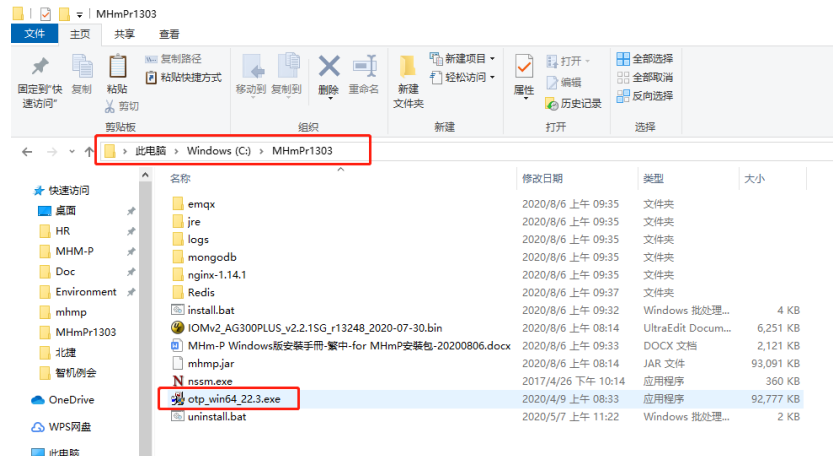 MHmPr1303
文件 主页 共享 查看
固定到"快速访问" 复制 粘贴 复制路径 粘贴快捷方式 剪切
移动到 复制到 删除 重命名 新建文件夹 新建项目 轻松访问
属性 打开 编辑 历史记录 全部选择 全部取消 反向选择
剪贴板 组织 新建 打开 选择
此电脑 > Windows (C:) > MHmPr1303
名称 修改日期 类型 大小
快速访问
桌面
HR
MHM-P
Doc
Environment
mhmp
MHmPr1303
北捷
智机例会
OneDrive
WPS网盘
此电脑
emqx 2020/8/6 上午 09:35 文件夹
jre 2020/8/6 上午 09:35 文件夹
logs 2020/8/6 上午 09:35 文件夹
mongodb 2020/8/6 上午 09:35 文件夹
nginx-1.14.1 2020/8/6 上午 09:35 文件夹
Redis 2020/8/6 上午 09:37 文件夹
install.bat 2020/8/6 上午 09:32 Windows 批处理... 4 KB
IOMv2_AG300PLUS_v2.2.1SG_r13248_2020-07-30.bin 2020/8/6 上午 08:14 UltraEdit Docum... 6,251 KB
MHm-P Windows版安裝手冊-繁中-for MHmP安裝包-20200806.docx 2020/8/6 上午 09:33 DOCX 文档 2,121 KB
mhmp.jar 2020/8/6 上午 08:14 JAR 文件 93,091 KB
nssm.exe 2017/4/26 下午 10:14 应用程序 360 KB
otp_win64_22.3.exe 2020/4/9 上午 08:33 应用程序 92,777 KB
uninstall.bat 2020/5/7 上午 11:22 Windows 批处理... 2 KB